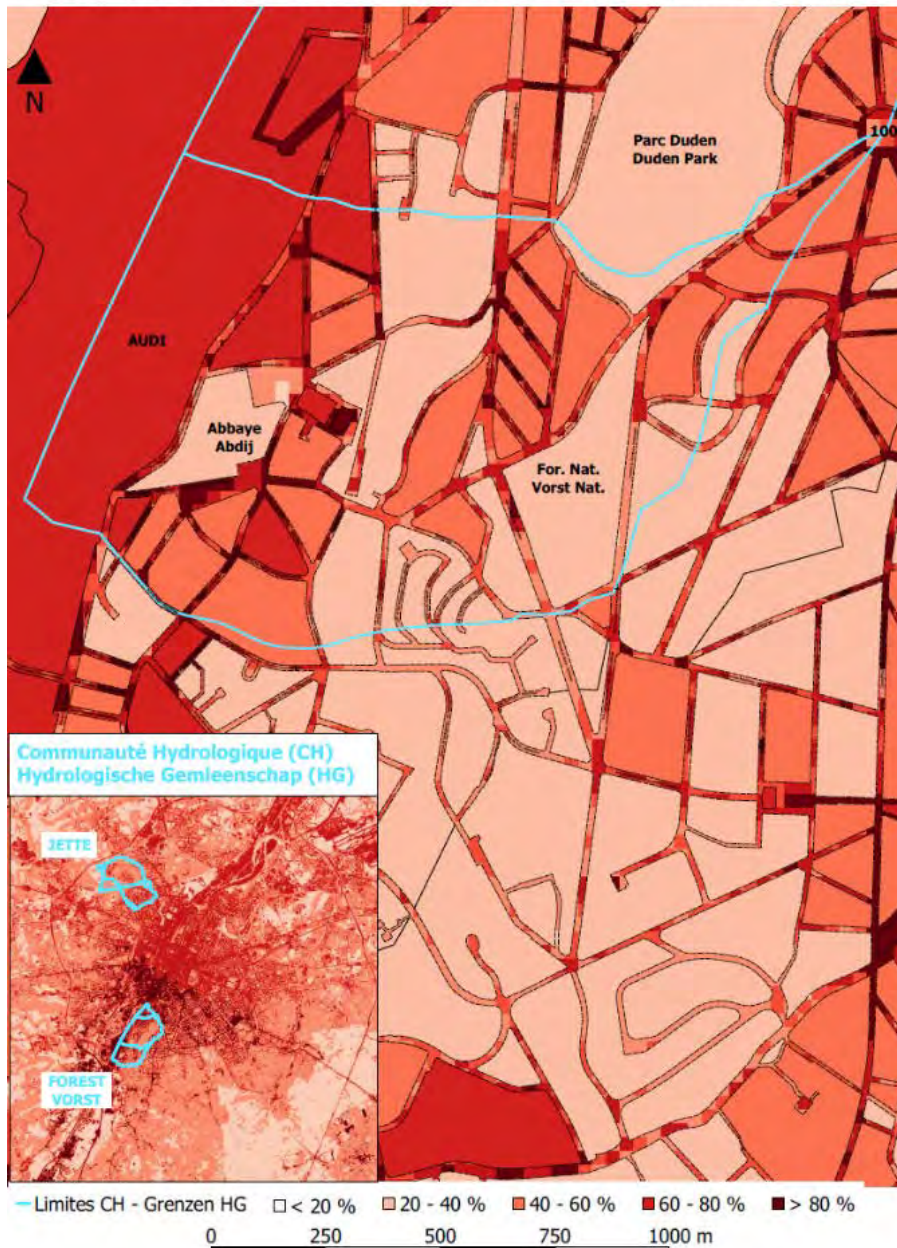 N
Parc Duden
Duden Park
100
AUDI
Abbaye
Abdij
For. Nat.
Vorst Nat.
Communauté Hydrologique (CH)
Hydrologische Gemleenschap (HG)
JETTE
FOREST
VORST
Limites CH - Grenzen HG < 20 % 20 - 40 % 40 - 60 % 60 - 80 % > 80 %
0 250 500 750 1000 m